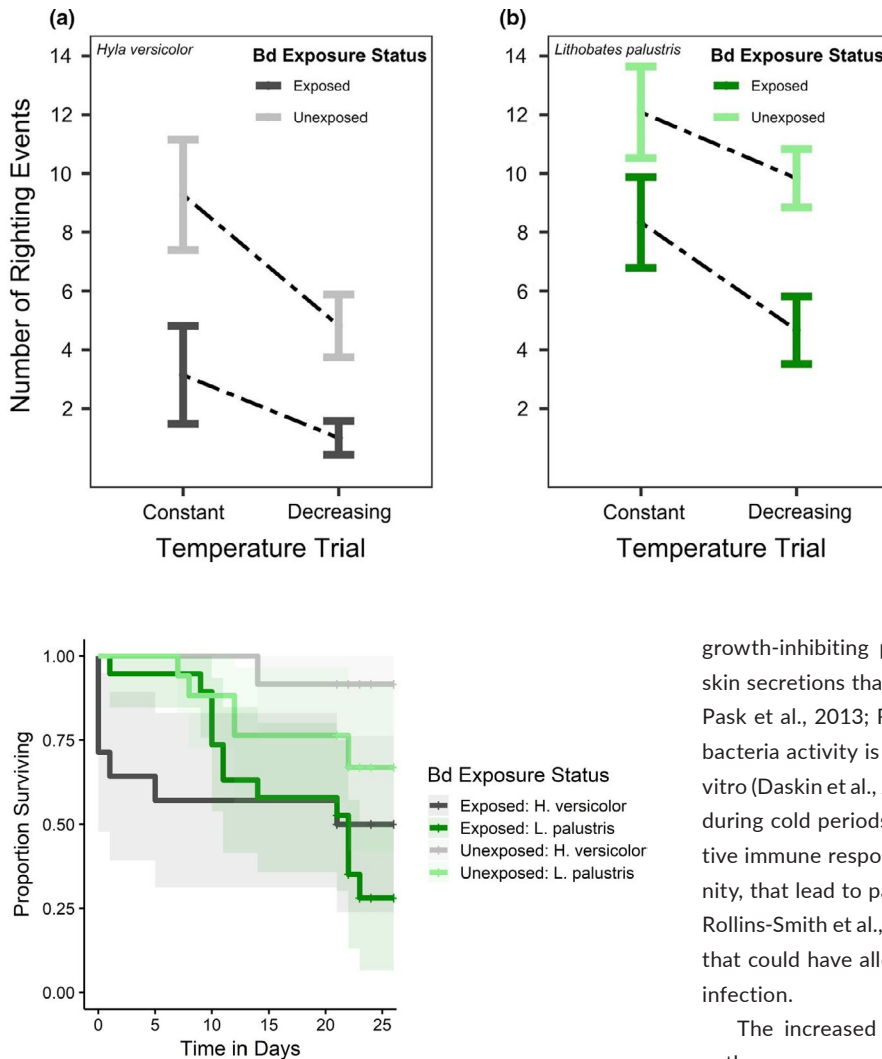 (a)
Hyla versicolor
Bd Exposure Status
Exposed
Unexposed
14
12
10
8
6
4
2
Number of Righting Events
Constant
Decreasing
Temperature Trial
(b)
Lithobates palustris
Bd Exposure Status
Exposed
Unexposed
14
12
10
8
6
4
2
Constant
Decreasing
Temperature Trial
1.00
0.75
0.50
0.25
0.00
Proportion Surviving
0
5
10
15
20
25
Time in Days
Bd Exposure Status
Exposed: H. versicolor
Exposed: L. palustris
Unexposed: H. versicolor
Unexposed: L. palustris
growth-inhibiting p
skin secretions tha
Pask et al., 2013;
bacteria activity is
vitro (Daskin et al.,
during cold periods
tive immune respo
nity, that lead to pa
Rollins-Smith et al.,
that could have all
infection.
The increased